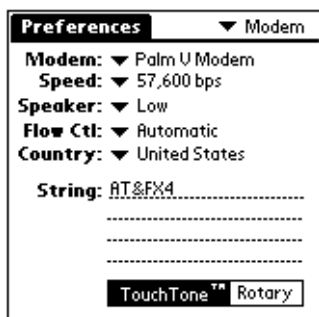 Preferences ▼ Modem
Modem: ▼ Palm V Modem
Speed: ▼ 57,600 bps
Speaker: ▼ Low
Flow Ctl: ▼ Automatic
Country: ▼ United States
String: AT&FX4
TouchTone™ Rotary